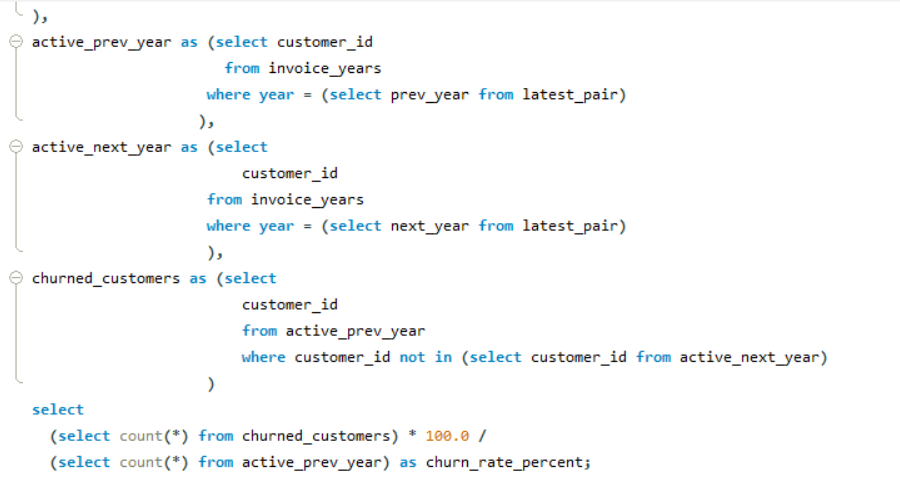 ),
active_prev_year as (select customer_id
from invoice_years
where year = (select prev_year from latest_pair)
),
active_next_year as (select
customer_id
from invoice_years
where year = (select next_year from latest_pair)
),
churned_customers as (select
customer_id
from active_prev_year
where customer_id not in (select customer_id from active_next_year)
)
select
(select count(*) from churned_customers) * 100.0 /
(select count(*) from active_prev_year) as churn_rate_percent;